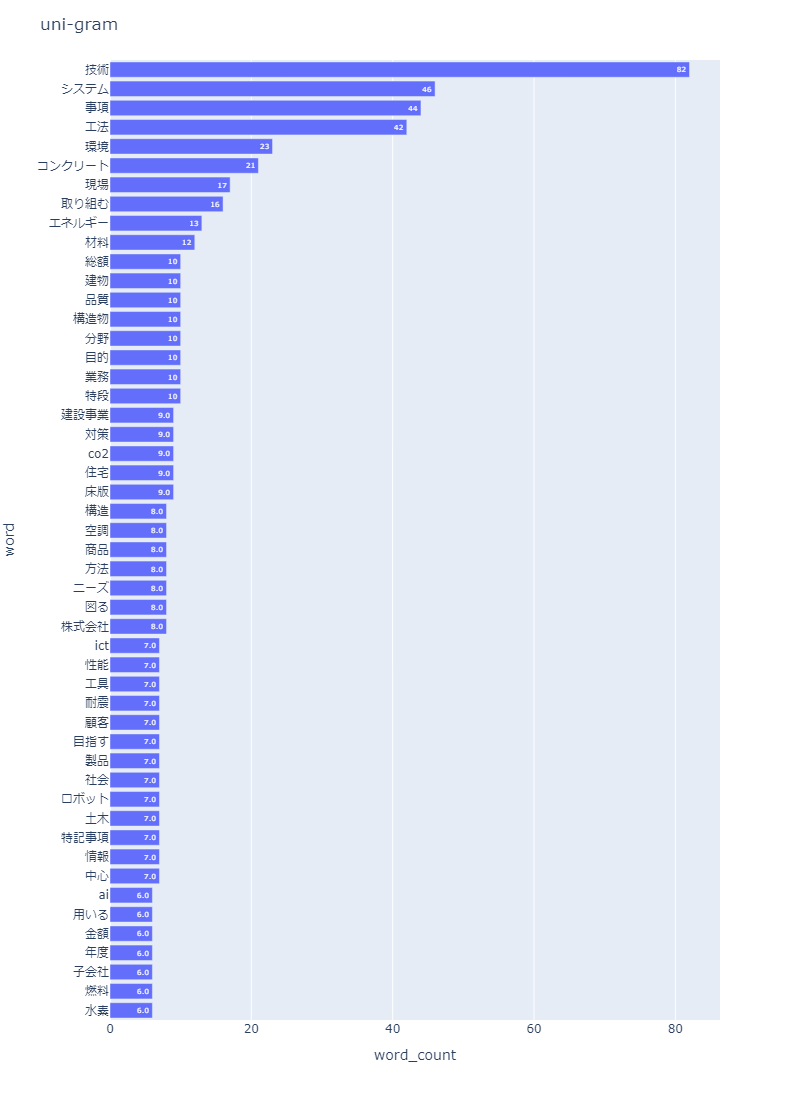 uni-gram
技術 82
システム 46
事項 44
工法 42
環境 23
コンクリート 21
現場 17
取り組む 16
エネルギー 13
材料 12
総額 10
建物 10
品質 10
構造物 10
分野 10
目的 10
業務 10
特段 10
建設事業 9.0
対策 9.0
co2 9.0
住宅 9.0
床版 9.0
構造 8.0
空調 8.0
商品 8.0
方法 8.0
ニーズ 8.0
図る 8.0
株式会社 8.0
ict 7.0
性能 7.0
工具 7.0
耐震 7.0
顧客 7.0
目指す 7.0
製品 7.0
社会 7.0
ロボット 7.0
土木 7.0
特記事項 7.0
情報 7.0
中心 7.0
ai 6.0
用いる 6.0
金額 6.0
年度 6.0
子会社 6.0
燃料 6.0
水素 6.0
0 20 40 60 80
word_count
word